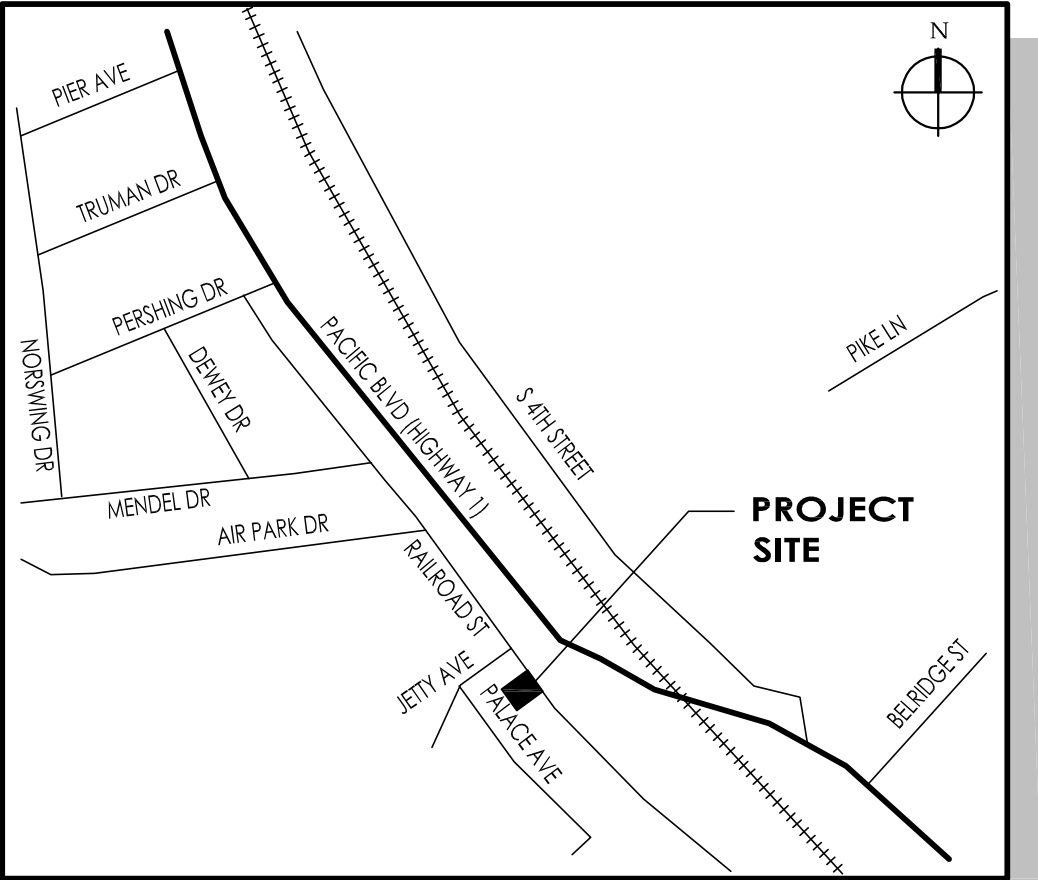 N
PIER AVE
TRUMAN DR
PERSHING DR
DEWEY DR
NORSWING DR
PACIFIC BLVD (HIGHWAY 1)
PIKE LN
S 4TH STREET
MENDEL DR
AIR PARK DR
PROJECT
SITE
RAILROAD ST
JETTY AVE
PALACE AVE
BELRIDGE ST